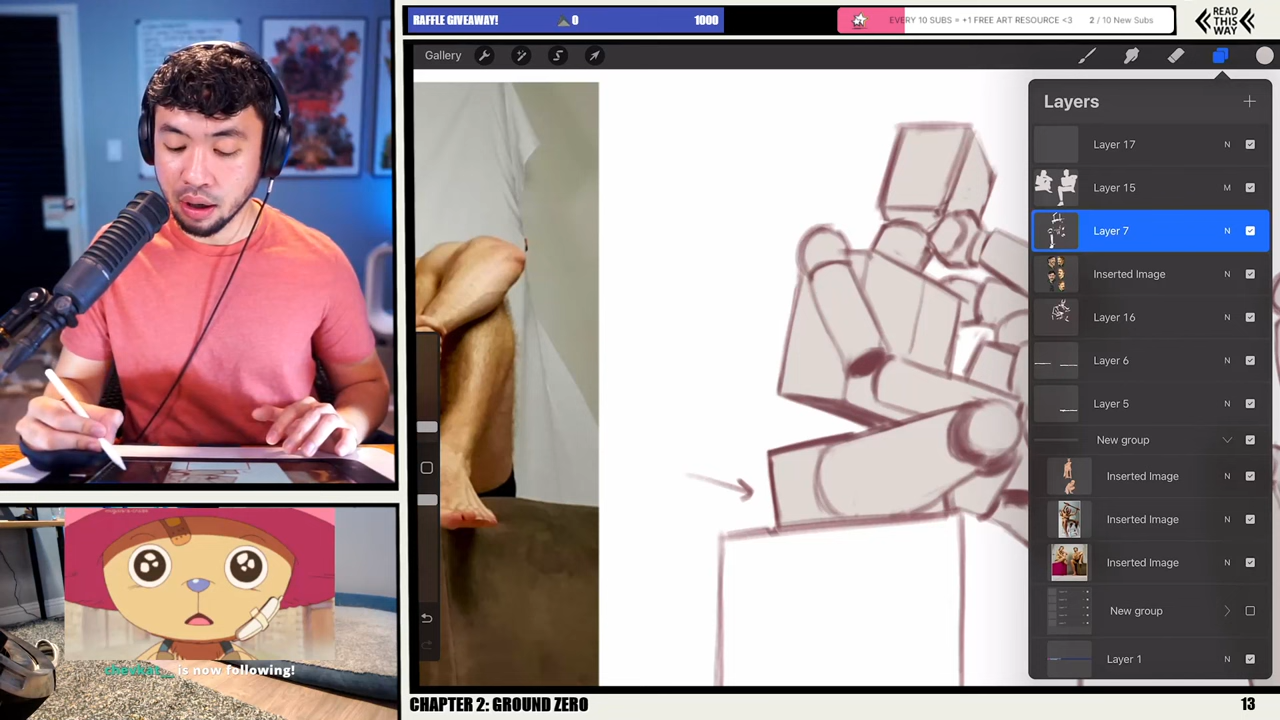 RAFFLE GIVEAWAY!
0
1000
EVERY 10 SUBS = +1 FREE ART RESOURCE <3
2 / 10 New Subs
READ
THIS
WAY
Gallery
Layers
Layer 17
N
Layer 15
M
Layer 7
N
Inserted Image
N
Layer 16
N
Layer 6
N
Layer 5
N
New group
Inserted Image
N
Inserted Image
N
Inserted Image
N
New group
Layer 1
N
is now following!
CHAPTER 2: GROUND ZERO
13